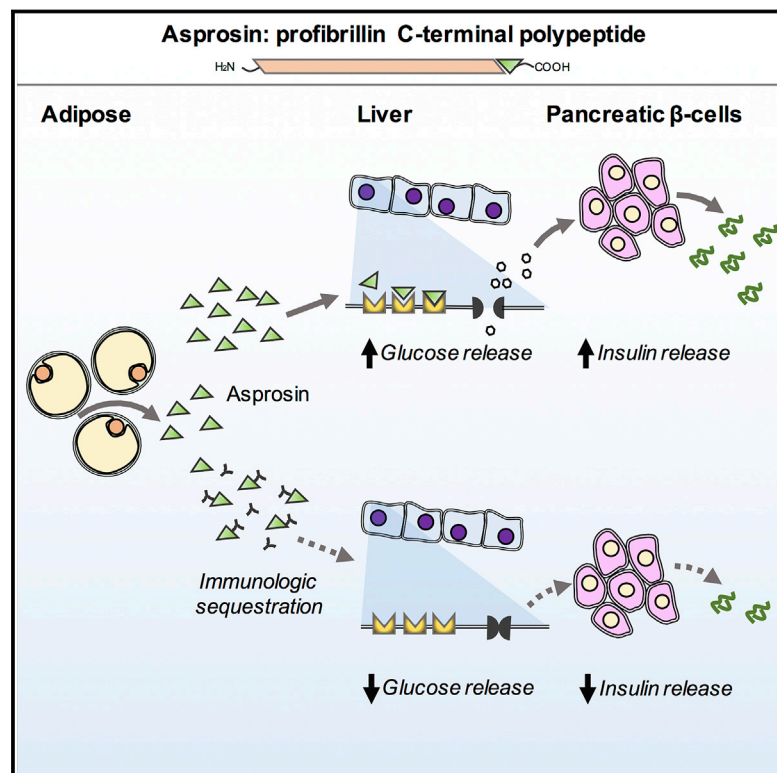 Asprosin: profibrillin C-terminal polypeptide
H₂N
COOH
Adipose
Liver
Pancreatic β-cells
Glucose release
Insulin release
Asprosin
Immunologic
sequestration
Glucose release
Insulin release